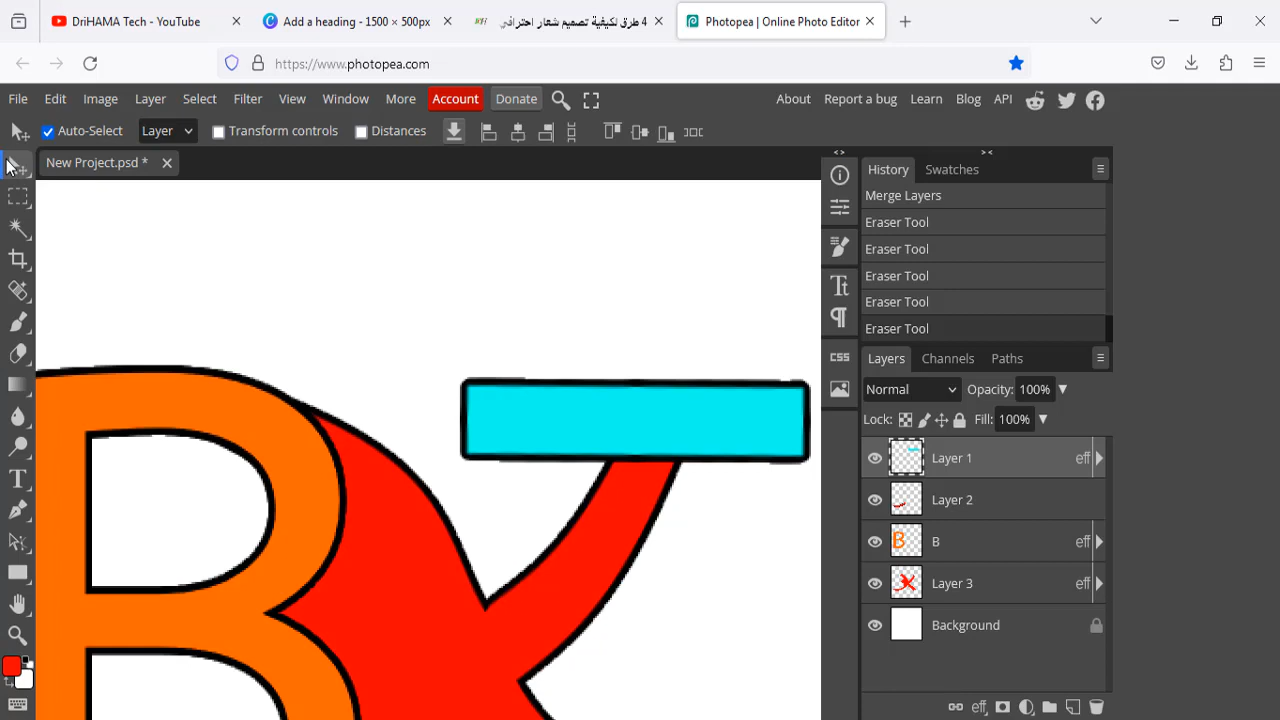 DriHAMA Tech - YouTube
Add a heading - 1500 × 500px
4 طرق لكيفية تصميم شعار احترافي
Photopea | Online Photo Editor
https://www.photopea.com
File Edit Image Layer Select Filter View Window More Account Donate
About Report a bug Learn Blog API
Auto-Select Layer Transform controls Distances
New Project.psd *
History Swatches
Merge Layers
Eraser Tool
Eraser Tool
Eraser Tool
Eraser Tool
Eraser Tool
CSS
Layers Channels Paths
Normal Opacity: 100%
Lock: Fill: 100%
Layer 1 eff
Layer 2
B eff
Layer 3 eff
Background
eff
B